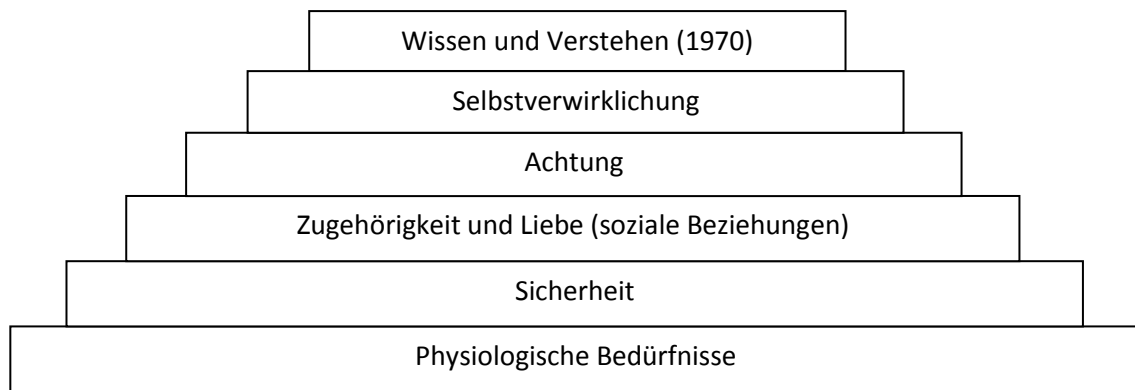 Wissen und Verstehen (1970)
Selbstverwirklichung
Achtung
Zugehörigkeit und Liebe (soziale Beziehungen)
Sicherheit
Physiologische Bedürfnisse